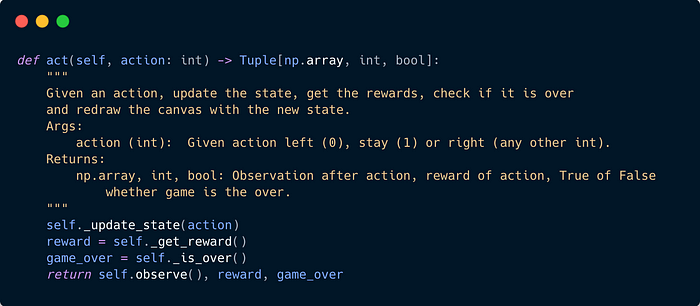 def act(self, action: int) -> Tuple[np.array, int, bool]:
    """
    Given an action, update the state, get the rewards, check if it is over
    and redraw the canvas with the new state.
    Args:
        action (int):  Given action left (0), stay (1) or right (any other int).
    Returns:
        np.array, int, bool: Observation after action, reward of action, True of False
            whether game is the over.
    """
    self._update_state(action)
    reward = self._get_reward()
    game_over = self._is_over()
    return self.observe(), reward, game_over